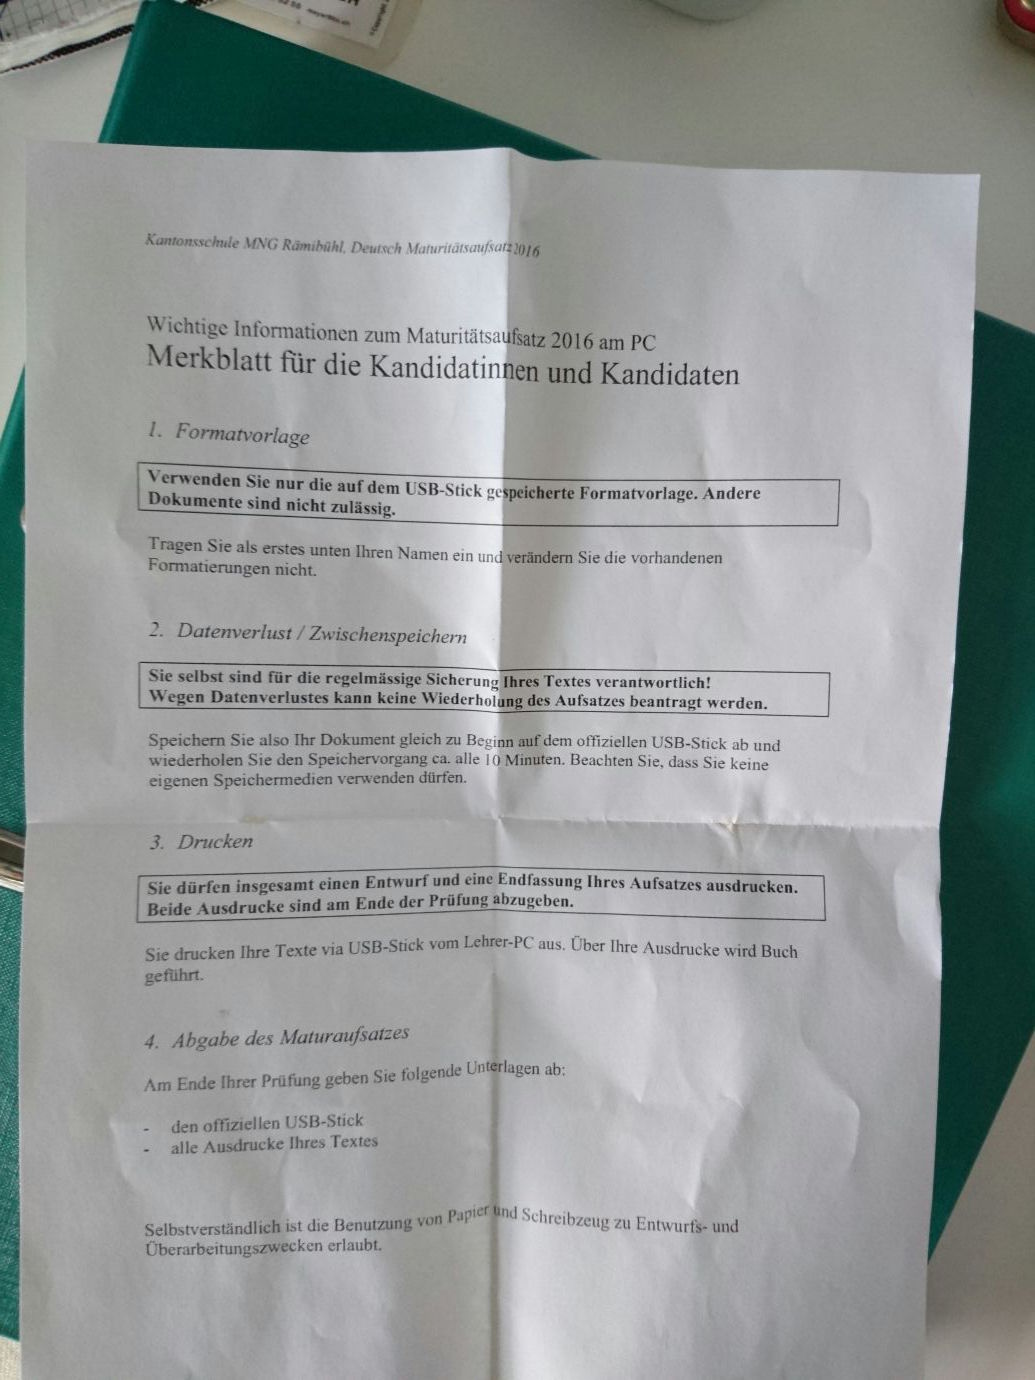 Kantonsschule MNG Rämibühl, Deutsch Maturitätsaufsatz 2016
Wichtige Informationen zum Maturitätsaufsatz 2016 am PC
Merkblatt für die Kandidatinnen und Kandidaten
1. Formatvorlage
Verwenden Sie nur die auf dem USB-Stick gespeicherte Formatvorlage. Andere
Dokumente sind nicht zulässig.
Tragen Sie als erstes unten Ihren Namen ein und verändern Sie die vorhandenen
Formatierungen nicht.
2. Datenverlust / Zwischenspeichern
Sie selbst sind für die regelmässige Sicherung Ihres Textes verantwortlich!
Wegen Datenverlustes kann keine Wiederholung des Aufsatzes beantragt werden.
Speichern Sie also Ihr Dokument gleich zu Beginn auf dem offiziellen USB-Stick ab und
wiederholen Sie den Speichervorgang ca. alle 10 Minuten. Beachten Sie, dass Sie keine
eigenen Speichermedien verwenden dürfen.
3. Drucken
Sie dürfen insgesamt einen Entwurf und eine Endfassung Ihres Aufsatzes ausdrucken.
Beide Ausdrucke sind am Ende der Prüfung abzugeben.
Sie drucken Ihre Texte via USB-Stick vom Lehrer-PC aus. Über Ihre Ausdrucke wird Buch
geführt.
4. Abgabe des Maturaufsatzes
Am Ende Ihrer Prüfung geben Sie folgende Unterlagen ab:
- den offiziellen USB-Stick
- alle Ausdrucke Ihres Textes
Selbstverständlich ist die Benutzung von Papier und Schreibzeug zu Entwurfs- und
Überarbeitungszwecken erlaubt.